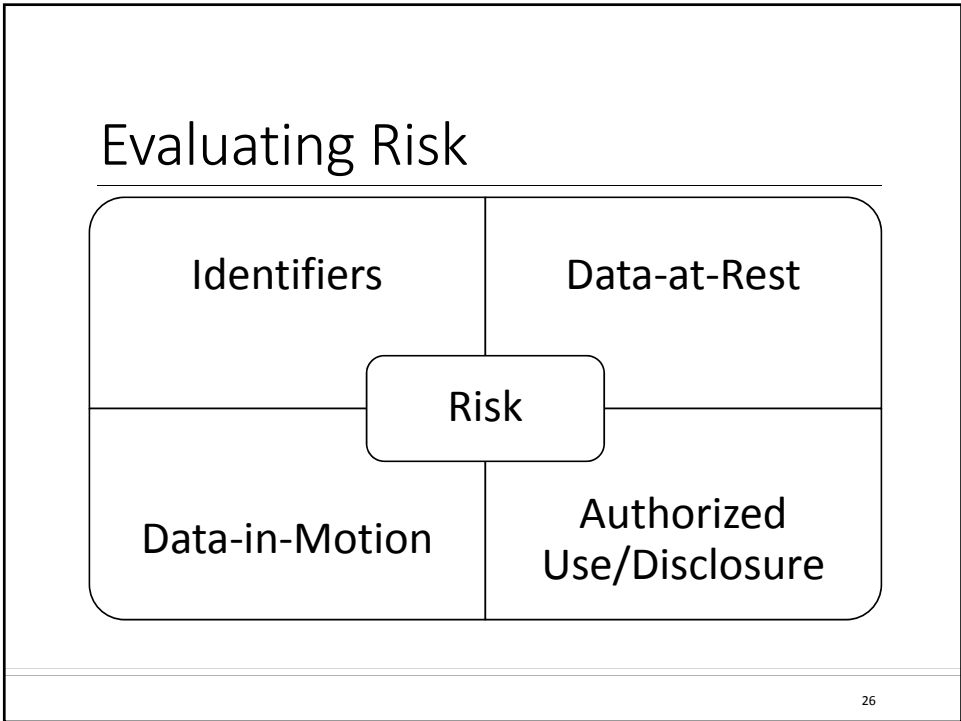 Evaluating Risk
Identifiers
Data-at-Rest
Risk
Data-in-Motion
Authorized
Use/Disclosure
26